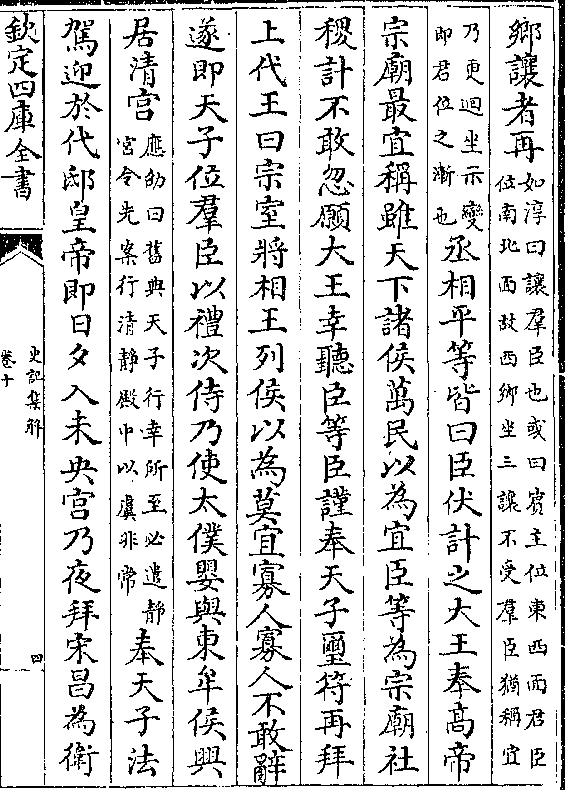 鄉讓者再如淳曰讓羣臣也或曰賔主位東西面君臣
位南北面故西鄉坐三讓不受羣臣猶稱宜
乃更迴坐示變
即君位之漸也丞相平等皆曰臣伏計之大王奉髙帝
宗廟最宜稱雖天下諸侯萬民以為宜臣等為宗廟社
稷計不敢忽願大王幸聽臣等臣謹奉天子璽符再拜
上代王曰宗室將相王列侯以為莫宜寡人寡人不敢辭
遂即天子位羣臣以禮次侍乃使太僕嬰與東牟侯興
居清宮應劭曰舊典天子行幸所至必遣静
宮令先案行清静殿中以虞非常奉天子法
駕迎於代邸皇帝即日夕入未央宮乃夜拜宋昌為衛
欽定四庫全書
史記集解
卷十
四